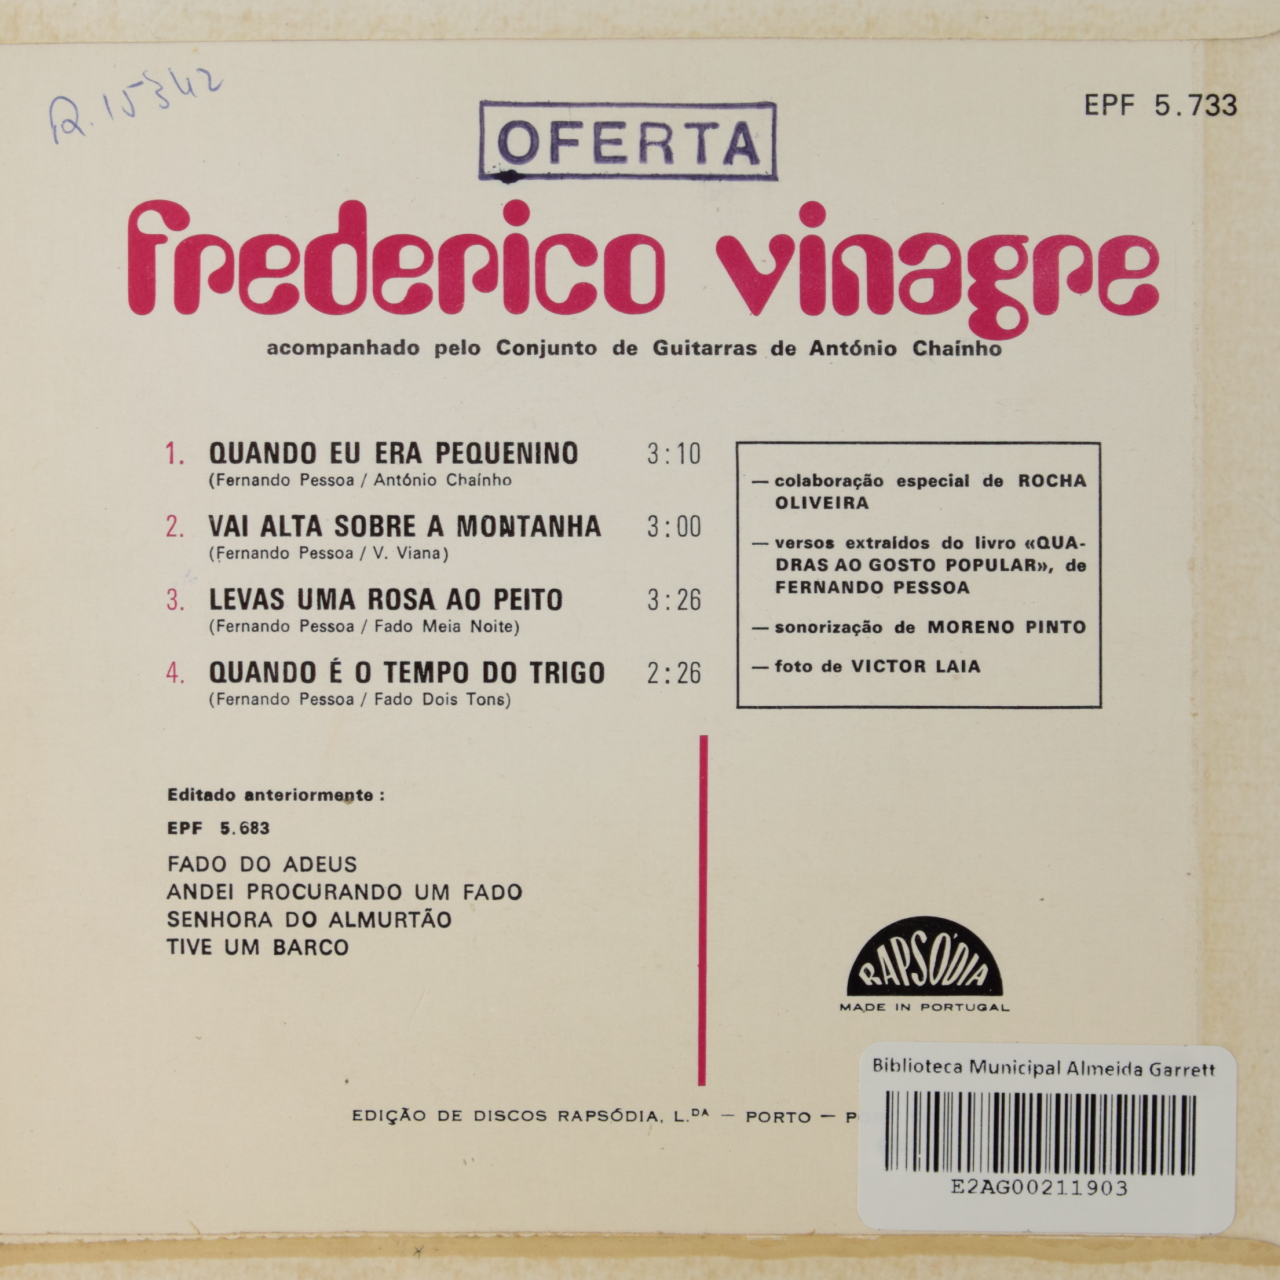 R. 15342
OFERTA
EPF 5.733
frederico vinagre
acompanhado pelo Conjunto de Guitarras de António Chaínho
1. QUANDO EU ERA PEQUENINO 3:10
(Fernando Pessoa / António Chaínho
2. VAI ALTA SOBRE A MONTANHA 3:00
(Fernando Pessoa / V. Viana)
3. LEVAS UMA ROSA AO PEITO 3:26
(Fernando Pessoa / Fado Meia Noite)
4. QUANDO É O TEMPO DO TRIGO 2:26
(Fernando Pessoa / Fado Dois Tons)
— colaboração especial de ROCHA
OLIVEIRA
— versos extraídos do livro «QUA-
DRAS AO GOSTO POPULAR», de
FERNANDO PESSOA
— sonorização de MORENO PINTO
— foto de VICTOR LAIA
Editado anteriormente :
EPF 5.683
FADO DO ADEUS
ANDEI PROCURANDO UM FADO
SENHORA DO ALMURTÃO
TIVE UM BARCO
RAPSÓDIA
MADE IN PORTUGAL
EDIÇÃO DE DISCOS RAPSÓDIA, L.DA — PORTO — P
Biblioteca Municipal Almeida Garrett
E2AG00211903